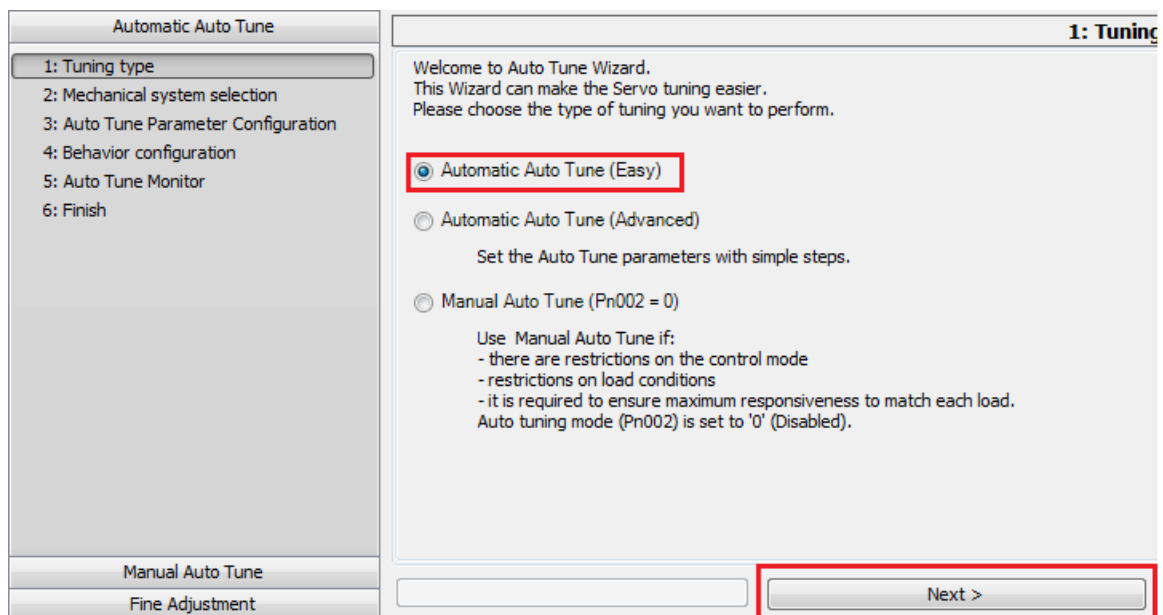 Automatic Auto Tune
1: Tuning type
2: Mechanical system selection
3: Auto Tune Parameter Configuration
4: Behavior configuration
5: Auto Tune Monitor
6: Finish
Manual Auto Tune
Fine Adjustment
1: Tuning
Welcome to Auto Tune Wizard.
This Wizard can make the Servo tuning easier.
Please choose the type of tuning you want to perform.
Automatic Auto Tune (Easy)
Automatic Auto Tune (Advanced)
Set the Auto Tune parameters with simple steps.
Manual Auto Tune (Pn002 = 0)
Use Manual Auto Tune if:
- there are restrictions on the control mode
- restrictions on load conditions
- it is required to ensure maximum responsiveness to match each load.
Auto tuning mode (Pn002) is set to '0' (Disabled).
Next >